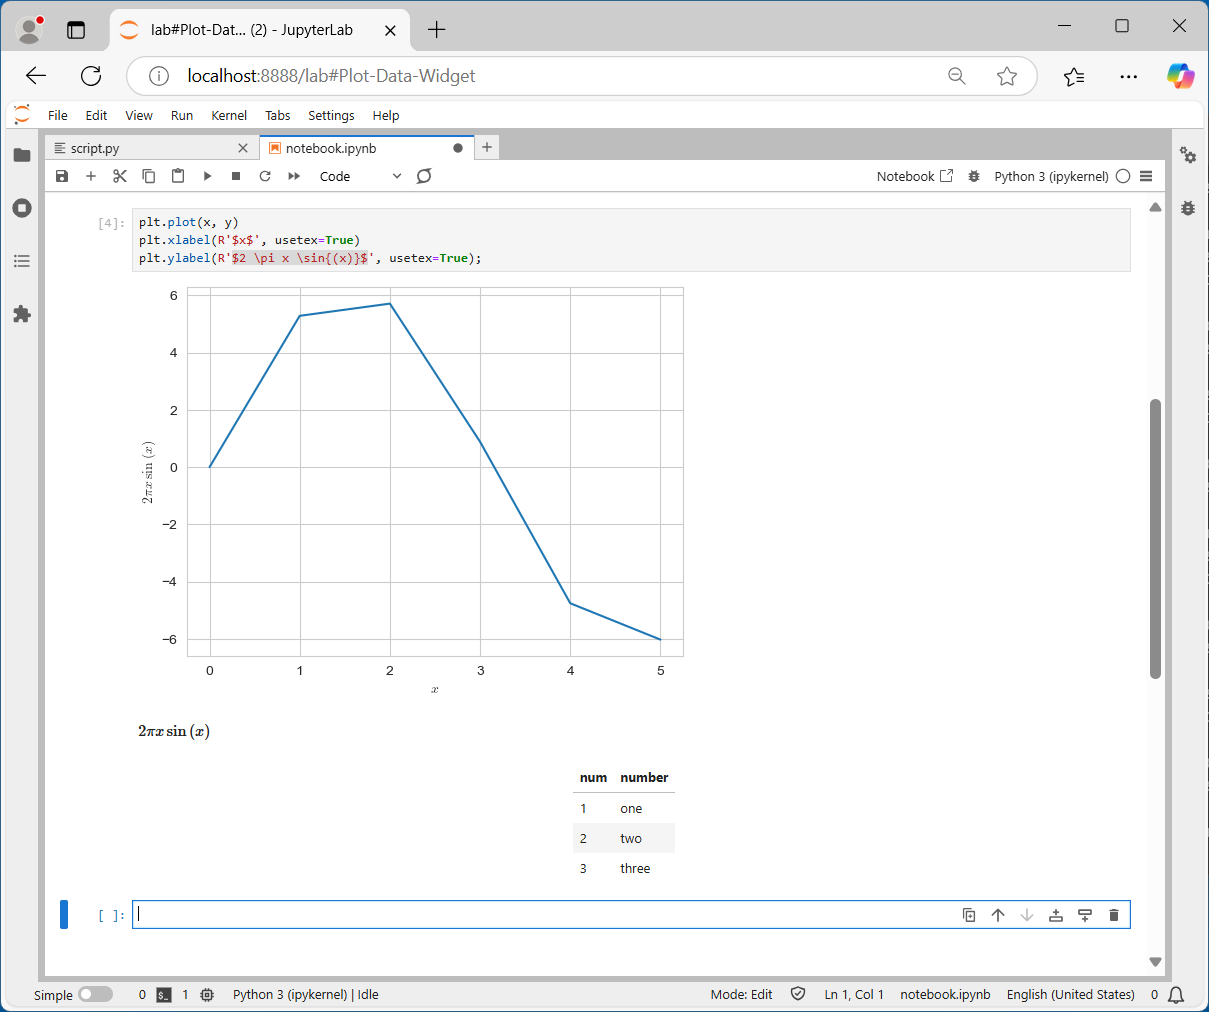 lab#Plot-Dat... (2) - JupyterLab
localhost:8888/lab#Plot-Data-Widget
File Edit View Run Kernel Tabs Settings Help
script.py notebook.ipynb
Code Notebook Python 3 (ipykernel)
[4]: plt.plot(x, y)
plt.xlabel(R'$x$', usetex=True)
plt.ylabel(R'$2 \pi x \sin{(x)}$', usetex=True);
6
4
2
0
−2
−4
−6
2πx sin (x)
0 1 2 3 4 5
x
2πx sin (x)
num number
1 one
2 two
3 three
[ ]:
Simple 0 $_ 1 Python 3 (ipykernel) | Idle Mode: Edit Ln 1, Col 1 notebook.ipynb English (United States) 0